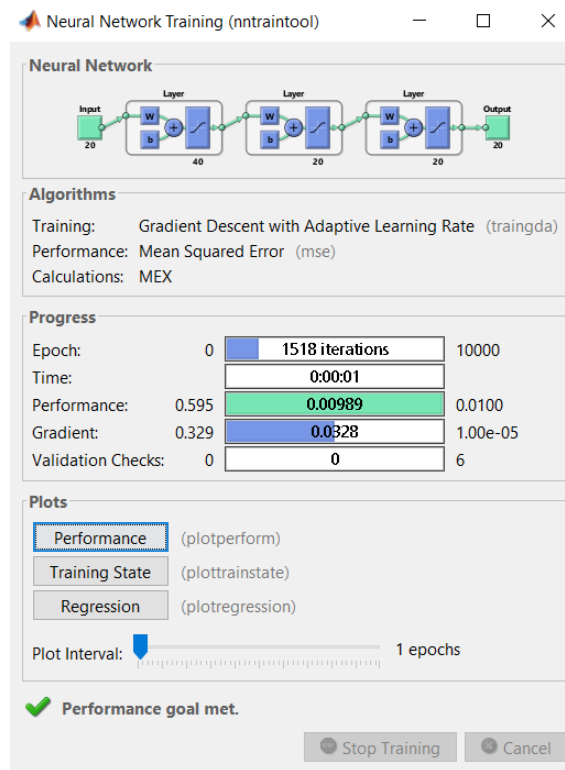 Neural Network Training (nntraintool)
Neural Network
Layer Layer Layer
Input Output
W W W
b b b
20 20
40 20 20
Algorithms
Training: Gradient Descent with Adaptive Learning Rate (traingda)
Performance: Mean Squared Error (mse)
Calculations: MEX
Progress
Epoch: 0 1518 iterations 10000
Time: 0:00:01
Performance: 0.595 0.00989 0.0100
Gradient: 0.329 0.0328 1.00e-05
Validation Checks: 0 0 6
Plots
Performance (plotperform)
Training State (plottrainstate)
Regression (plotregression)
Plot Interval: 1 epochs
Performance goal met.
Stop Training Cancel